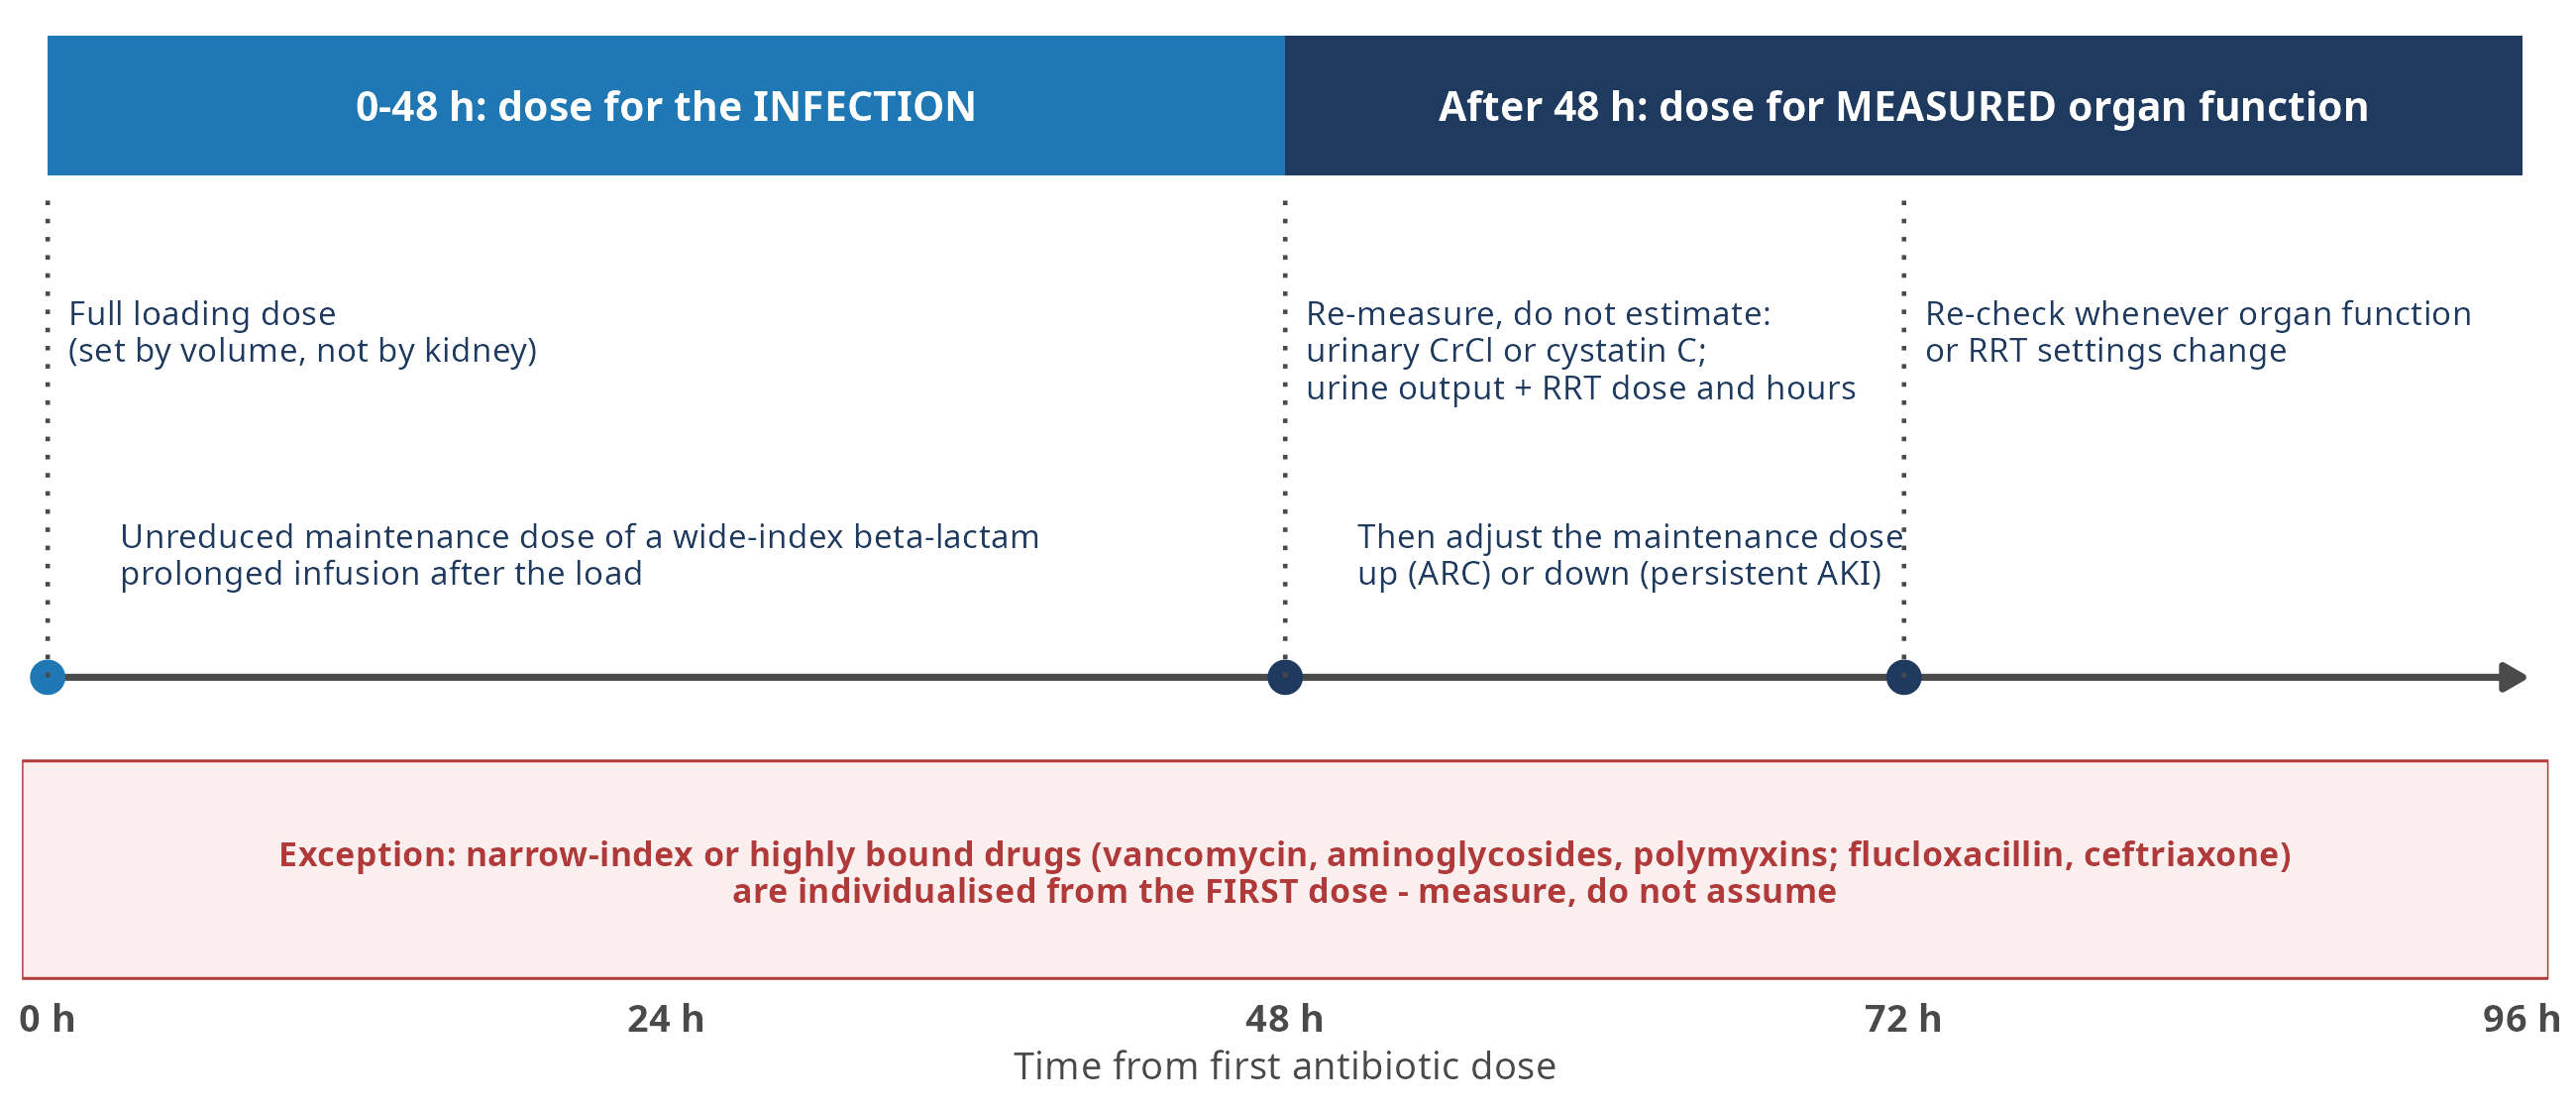 0-48 h: dose for the INFECTION
After 48 h: dose for MEASURED organ function
Full loading dose
(set by volume, not by kidney)
Re-measure, do not estimate:
urinary CrCl or cystatin C;
urine output + RRT dose and hours
Re-check whenever organ function
or RRT settings change
Unreduced maintenance dose of a wide-index beta-lactam
prolonged infusion after the load
Then adjust the maintenance dose
up (ARC) or down (persistent AKI)
Exception: narrow-index or highly bound drugs (vancomycin, aminoglycosides, polymyxins; flucloxacillin, ceftriaxone)
are individualised from the FIRST dose - measure, do not assume
0 h
24 h
48 h
72 h
96 h
Time from first antibiotic dose